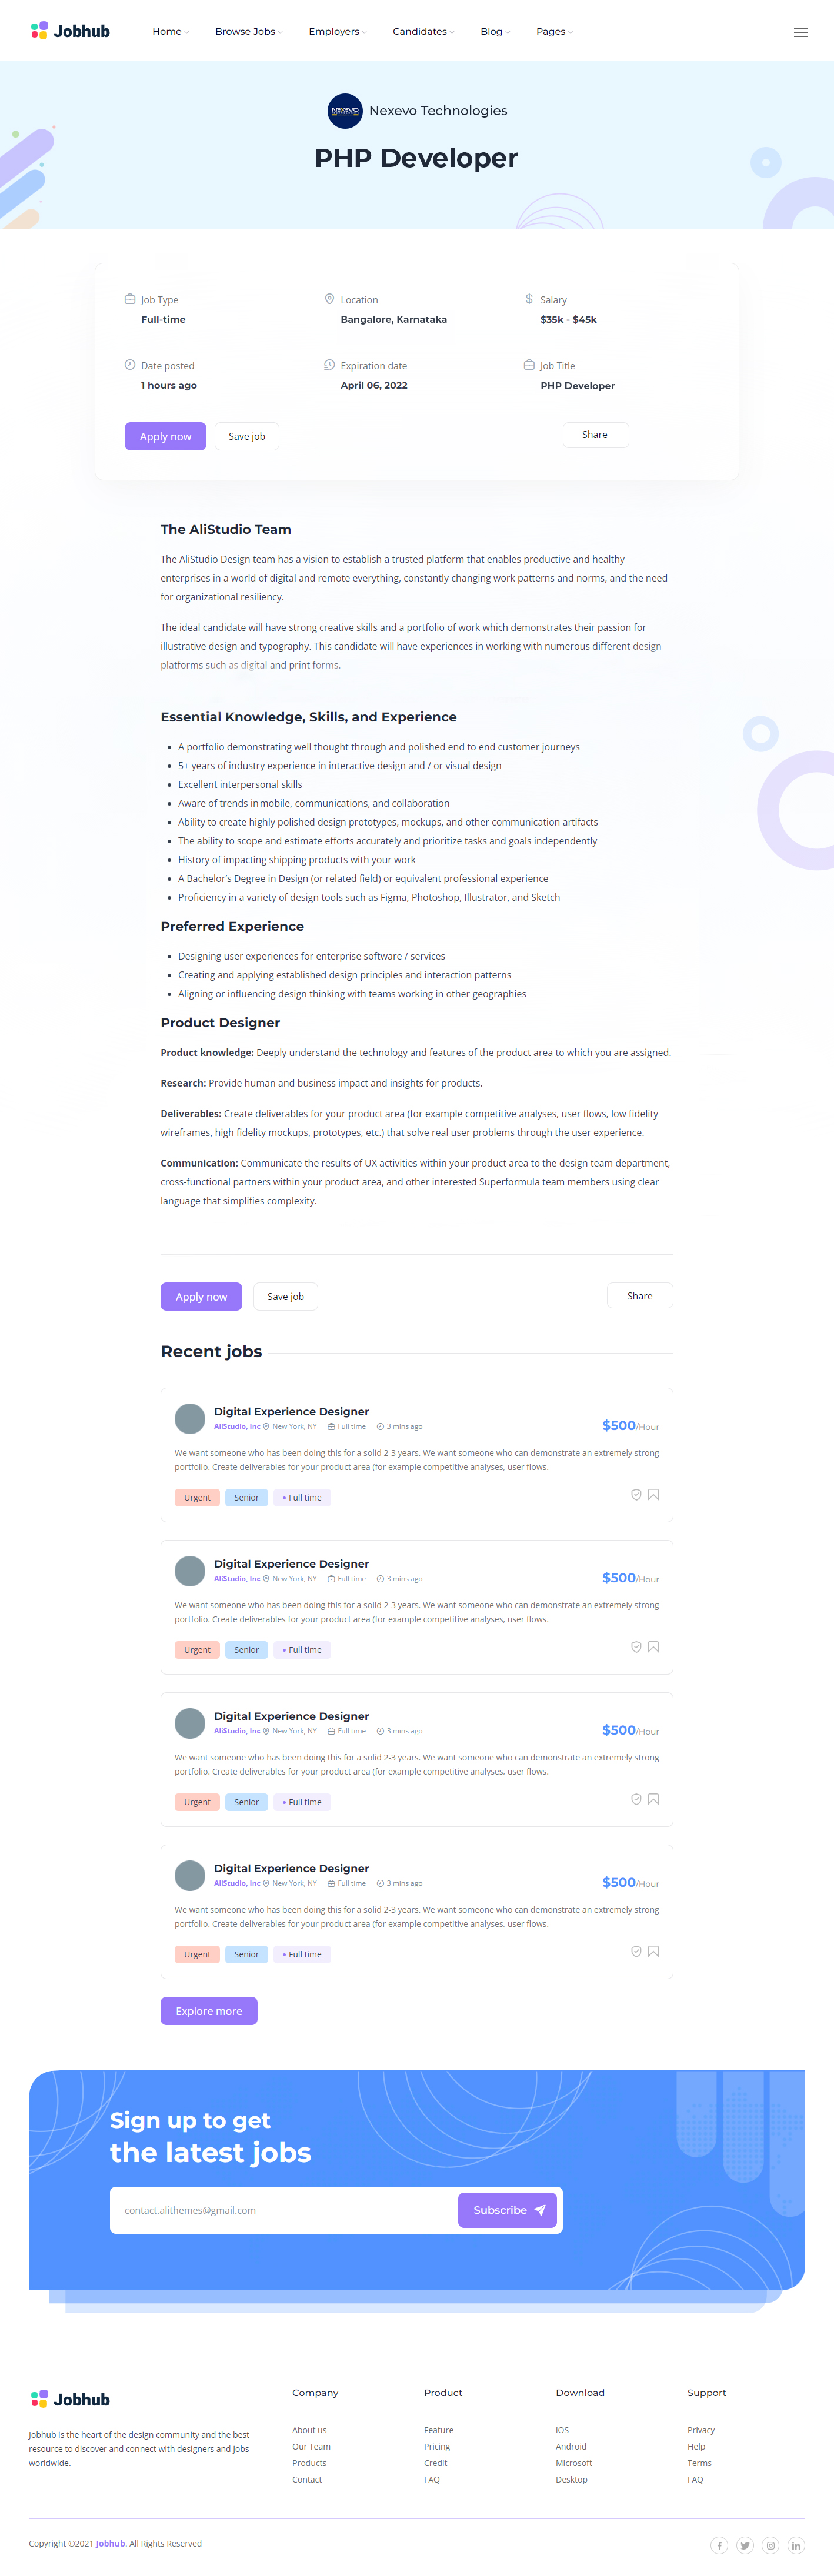 Jobhub
Home Browse Jobs Employers Candidates Blog Pages
NEXEVO
Nexevo Technologies
PHP Developer
Job Type Location Salary
Full-time Bangalore, Karnataka $35k - $45k
Date posted Expiration date Job Title
1 hours ago April 06, 2022 PHP Developer
Apply now Save job Share
The AliStudio Team
The AliStudio Design team has a vision to establish a trusted platform that enables productive and healthy
enterprises in a world of digital and remote everything, constantly changing work patterns and norms, and the need
for organizational resiliency.
The ideal candidate will have strong creative skills and a portfolio of work which demonstrates their passion for
illustrative design and typography. This candidate will have experiences in working with numerous different design
platforms such as digital and print forms.
Essential Knowledge, Skills, and Experience
• A portfolio demonstrating well thought through and polished end to end customer journeys
• 5+ years of industry experience in interactive design and / or visual design
• Excellent interpersonal skills
• Aware of trends in mobile, communications, and collaboration
• Ability to create highly polished design prototypes, mockups, and other communication artifacts
• The ability to scope and estimate efforts accurately and prioritize tasks and goals independently
• History of impacting shipping products with your work
• A Bachelor's Degree in Design (or related field) or equivalent professional experience
• Proficiency in a variety of design tools such as Figma, Photoshop, Illustrator, and Sketch
Preferred Experience
• Designing user experiences for enterprise software / services
• Creating and applying established design principles and interaction patterns
• Aligning or influencing design thinking with teams working in other geographies
Product Designer
Product knowledge: Deeply understand the technology and features of the product area to which you are assigned.
Research: Provide human and business impact and insights for products.
Deliverables: Create deliverables for your product area (for example competitive analyses, user flows, low fidelity
wireframes, high fidelity mockups, prototypes, etc.) that solve real user problems through the user experience.
Communication: Communicate the results of UX activities within your product area to the design team department,
cross-functional partners within your product area, and other interested Superformula team members using clear
language that simplifies complexity.
Apply now Save job Share
Recent jobs
Digital Experience Designer
AliStudio, Inc New York, NY Full time 3 mins ago $500/Hour
We want someone who has been doing this for a solid 2-3 years. We want someone who can demonstrate an extremely strong
portfolio. Create deliverables for your product area (for example competitive analyses, user flows.
Urgent Senior • Full time
Digital Experience Designer
AliStudio, Inc New York, NY Full time 3 mins ago $500/Hour
We want someone who has been doing this for a solid 2-3 years. We want someone who can demonstrate an extremely strong
portfolio. Create deliverables for your product area (for example competitive analyses, user flows.
Urgent Senior • Full time
Digital Experience Designer
AliStudio, Inc New York, NY Full time 3 mins ago $500/Hour
We want someone who has been doing this for a solid 2-3 years. We want someone who can demonstrate an extremely strong
portfolio. Create deliverables for your product area (for example competitive analyses, user flows.
Urgent Senior • Full time
Digital Experience Designer
AliStudio, Inc New York, NY Full time 3 mins ago $500/Hour
We want someone who has been doing this for a solid 2-3 years. We want someone who can demonstrate an extremely strong
portfolio. Create deliverables for your product area (for example competitive analyses, user flows.
Urgent Senior • Full time
Explore more
Sign up to get
the latest jobs
contact.alithemes@gmail.com Subscribe
Jobhub
Jobhub is the heart of the design community and the best
resource to discover and connect with designers and jobs
worldwide.
Company
About us
Our Team
Products
Contact
Product
Feature
Pricing
Credit
FAQ
Download
iOS
Android
Microsoft
Desktop
Support
Privacy
Help
Terms
FAQ
Copyright ©2021 Jobhub. All Rights Reserved